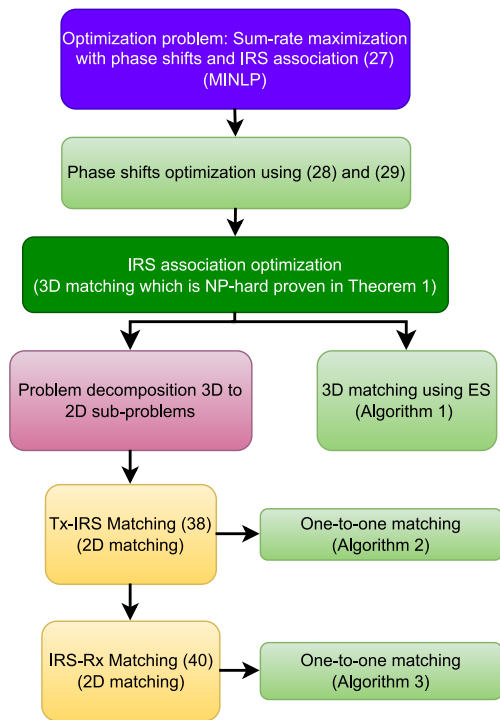 Optimization problem: Sum-rate maximization
with phase shifts and IRS association (27)
(MINLP)
Phase shifts optimization using (28) and (29)
IRS association optimization
(3D matching which is NP-hard proven in Theorem 1)
Problem decomposition 3D to
2D sub-problems
3D matching using ES
(Algorithm 1)
Tx-IRS Matching (38)
(2D matching)
One-to-one matching
(Algorithm 2)
IRS-Rx Matching (40)
(2D matching)
One-to-one matching
(Algorithm 3)